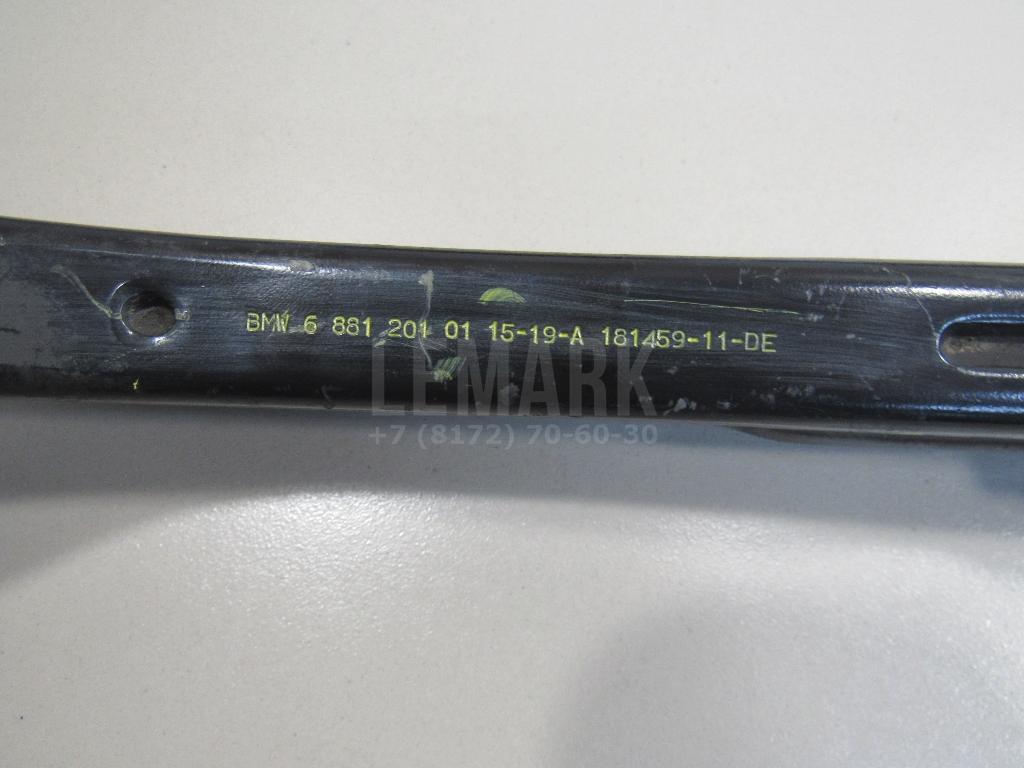 BMW 6 881 201 01 15-19-A 181459-11-DE
LEMARK
+7 (8172) 70-60-30